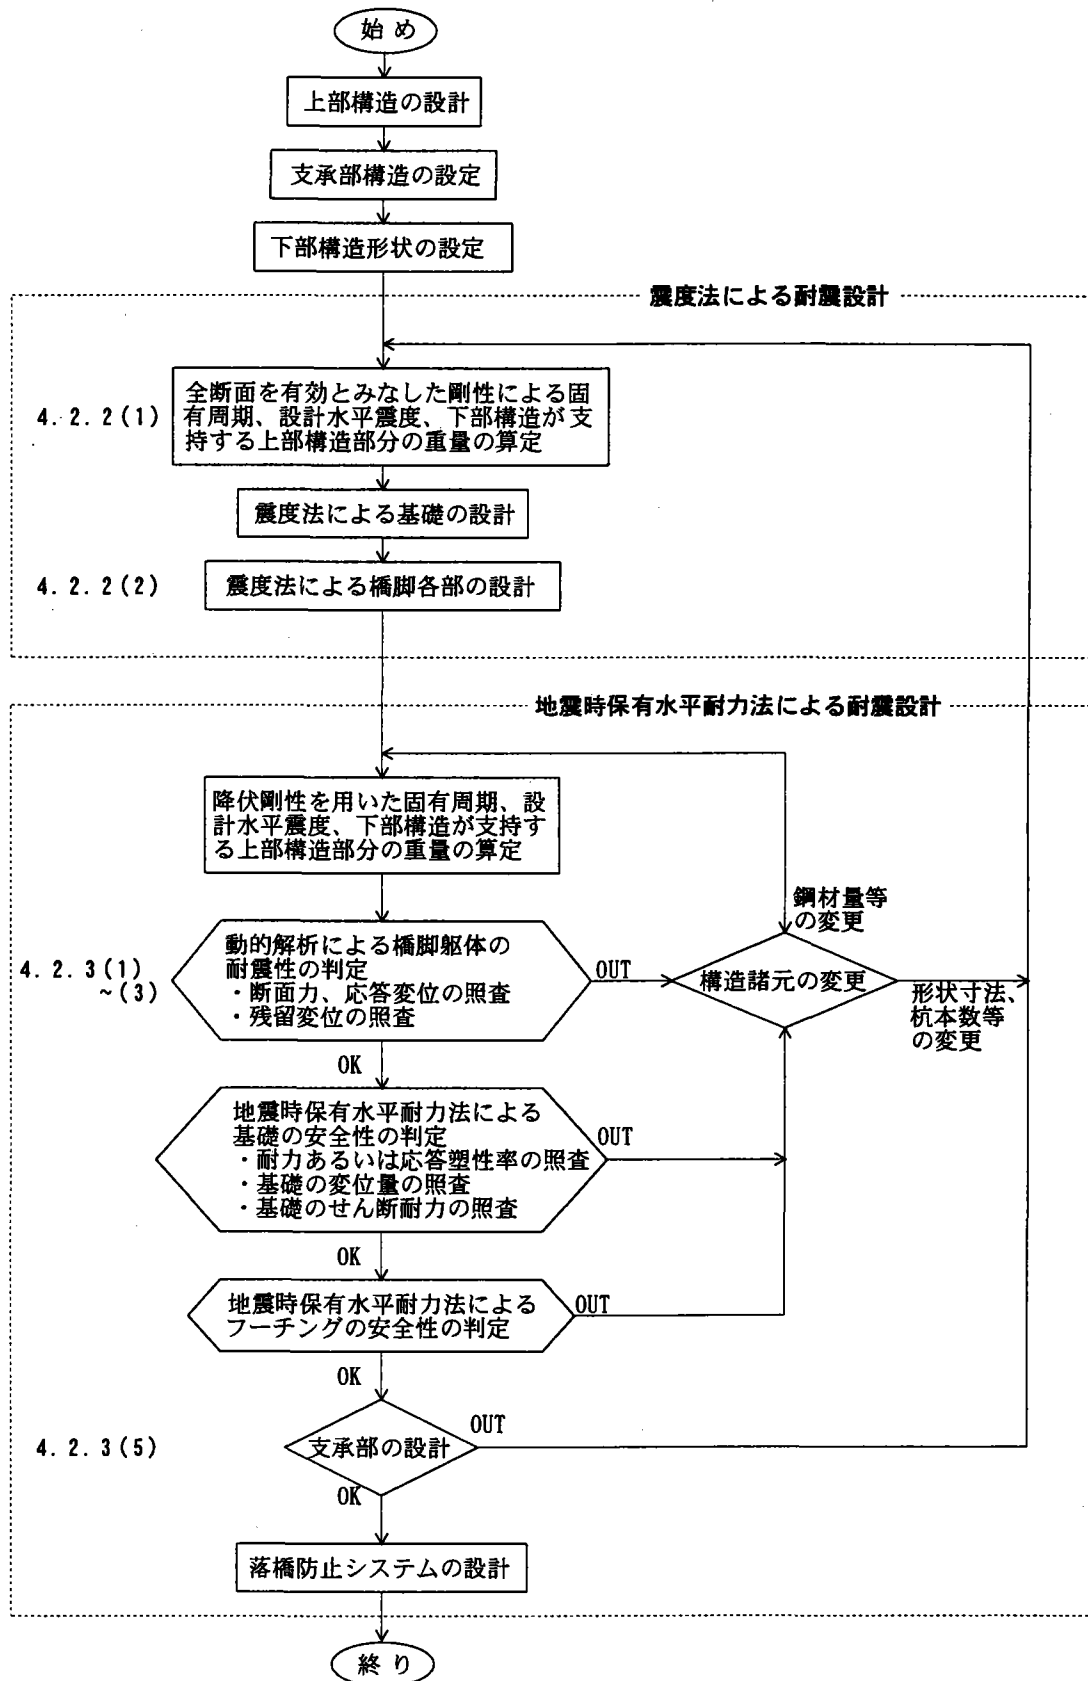 始 め
上部構造の設計
支承部構造の設定
下部構造形状の設定
震度法による耐震設計
4.2.2(1)
全断面を有効とみなした剛性による固
有周期、設計水平震度、下部構造が支
持する上部構造部分の重量の算定
震度法による基礎の設計
4.2.2(2)
震度法による橋脚各部の設計
地震時保有水平耐力法による耐震設計
降伏剛性を用いた固有周期、設
計水平震度、下部構造が支持す
る上部構造部分の重量の算定
鋼材量等
の変更
4.2.3(1)
~(3)
動的解析による橋脚躯体の
耐震性の判定
・断面力、応答変位の照査
・残留変位の照査
OUT
構造諸元の変更
形状寸法、
杭本数等
の変更
OK
地震時保有水平耐力法による
基礎の安全性の判定
・耐力あるいは応答塑性率の照査
・基礎の変位量の照査
・基礎のせん断耐力の照査
OUT
OK
地震時保有水平耐力法による
フーチングの安全性の判定
OUT
OK
4.2.3(5)
支承部の設計
OUT
OK
落橋防止システムの設計
終 り